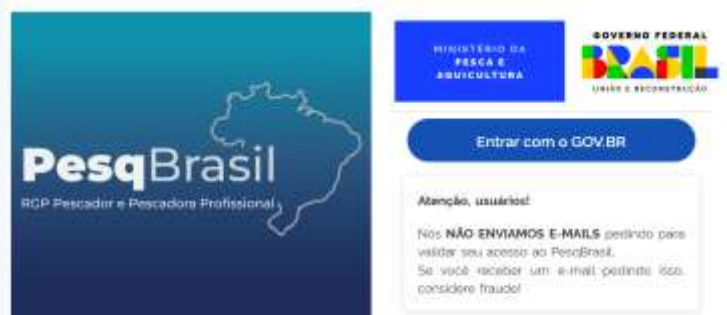 PesqBrasil
RGP Pescador e Pescadora Profissional
MINISTÉRIO DA
PESCA E
AQUICULTURA
GOVERNO FEDERAL
BRASIL
UNIÃO E RECONSTRUÇÃO
Entrar com o GOV.BR
Atenção, usuários!
Nós NÃO ENVIAMOS E-MAILS pedindo para
validar seu acesso ao PesqBrasil.
Se você receber um e-mail pedindo isso,
considere fraude!